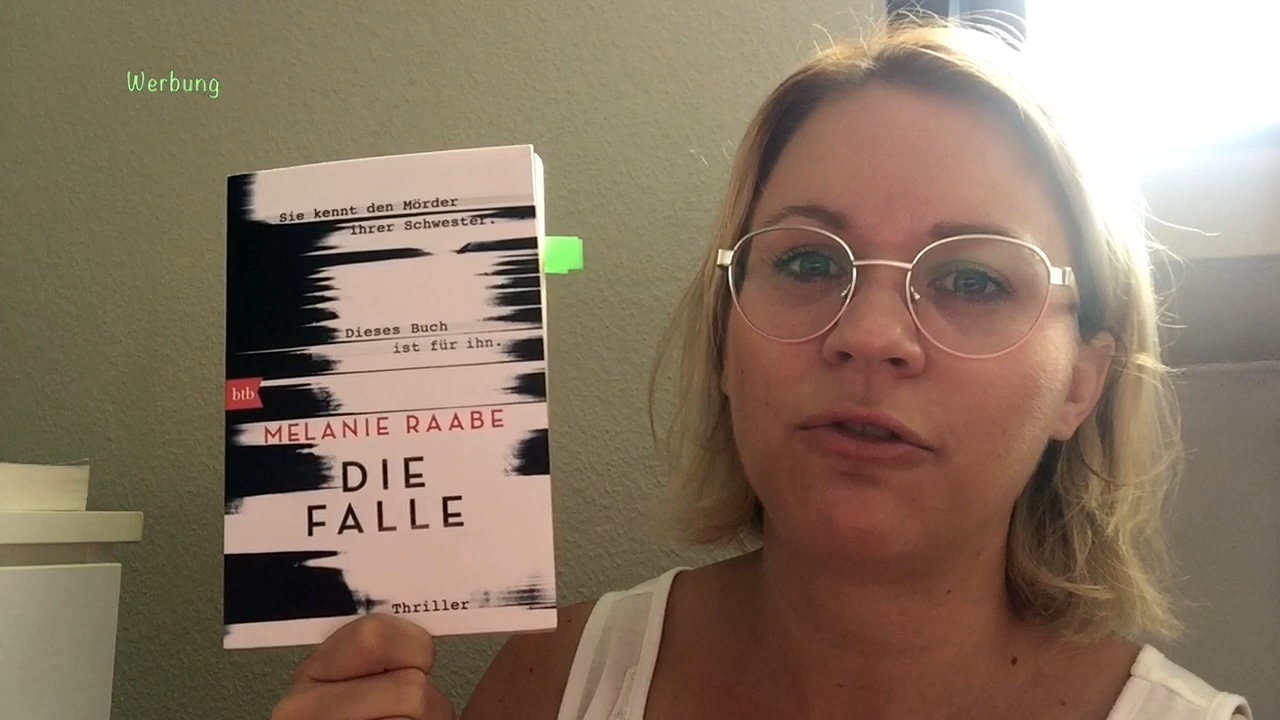 Werbung
Sie kennt den Mörder
ihrer Schwester.
Dieses Buch
ist für ihn.
btb
MELANIE RAABE
DIE
FALLE
Thriller